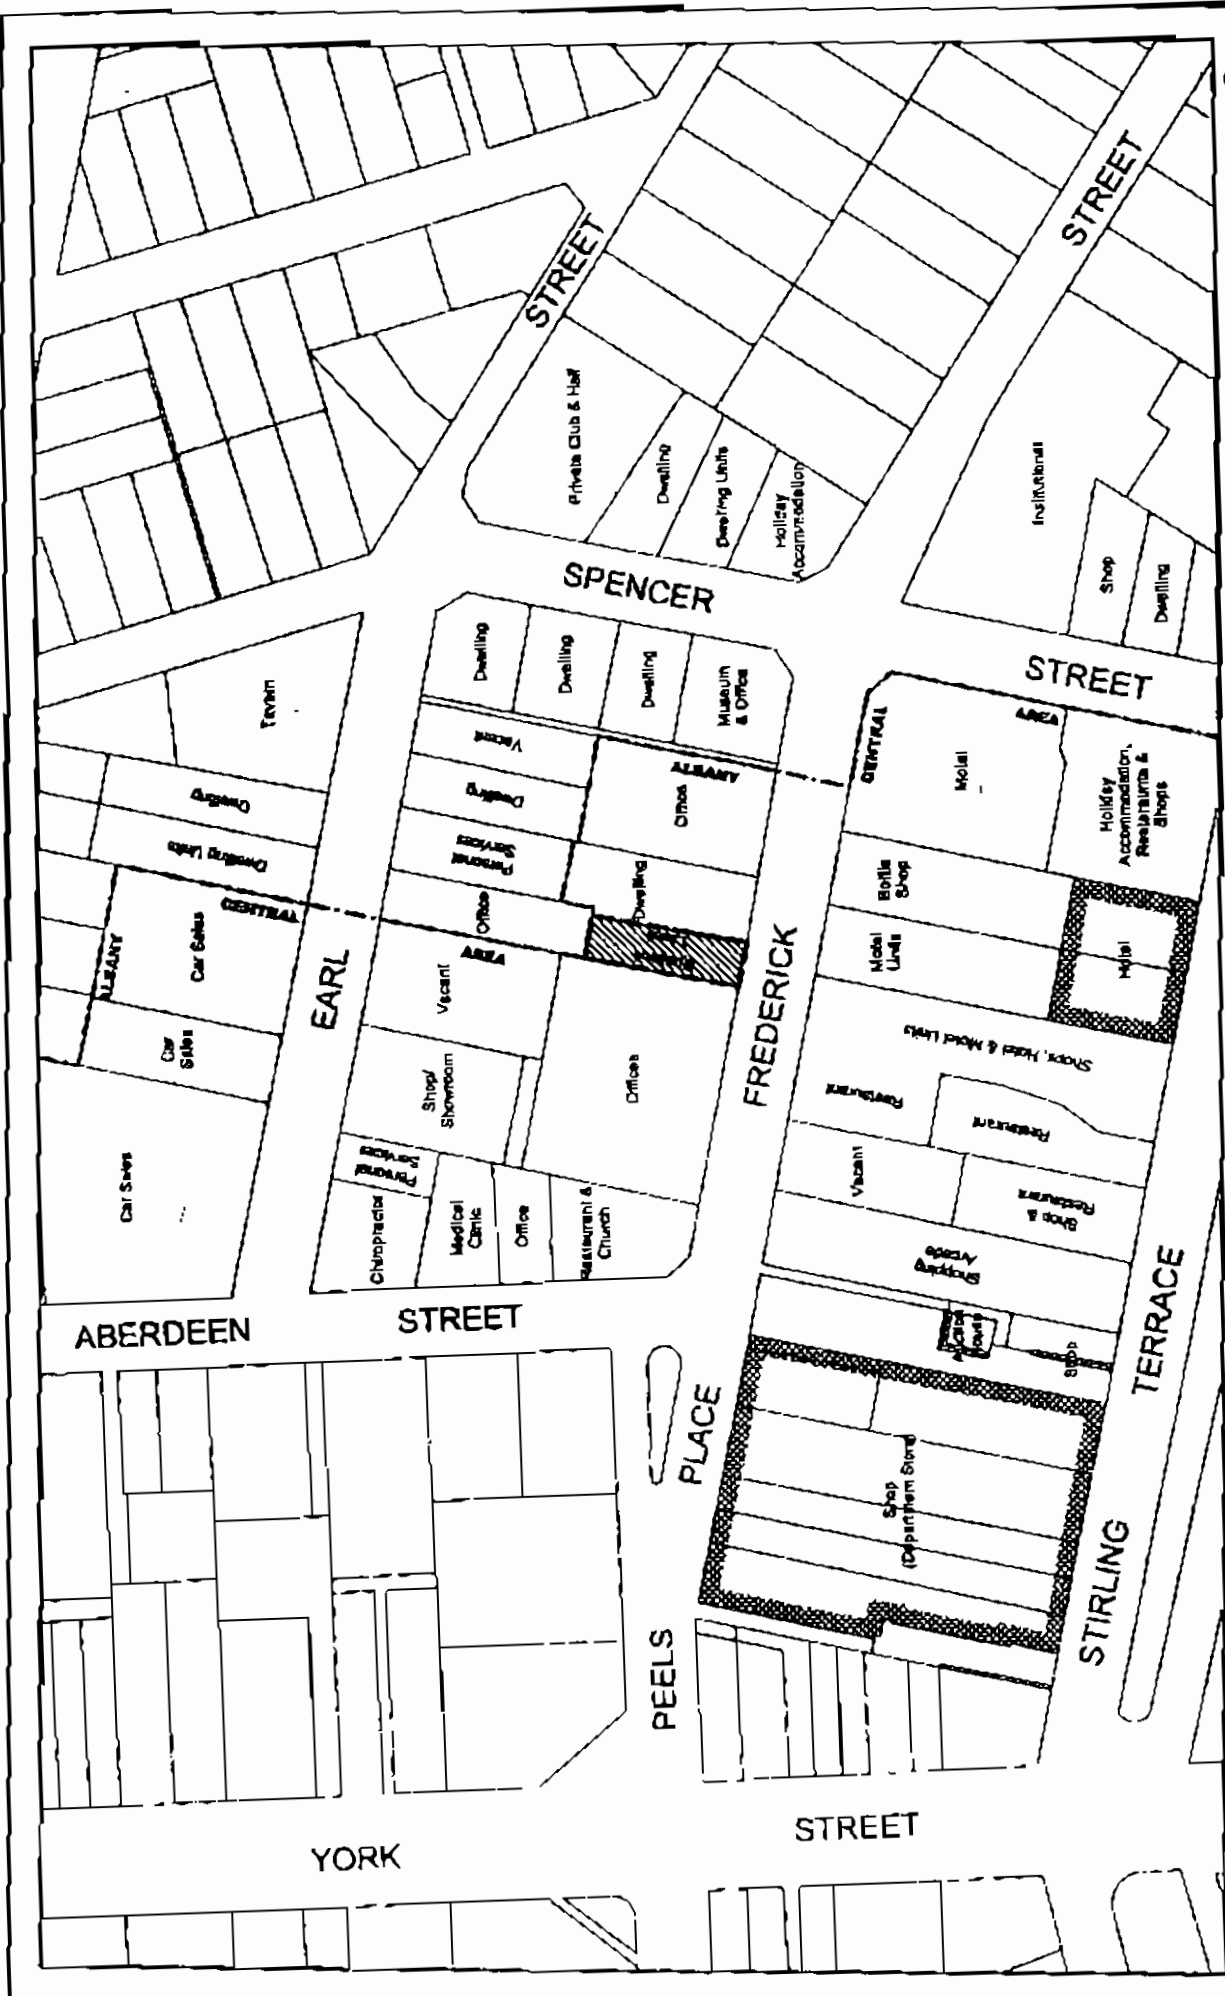 STREET
STREET
Private Club & Hall
Dwelling
Dwelling Units
Holiday
Accommodation
Institutional
Shop
Dwelling
SPENCER
STREET
Dwelling
Dwelling
Dwelling
Museum
& Office
Tavern
Vacant
Dwelling
Personal
Services
Office
ALBANY
Office
Dwelling
CENTRAL
AREA
Motel
Holiday
Accommodation,
Restaurants &
Shops
Dwelling
Dwelling Units
CENTRAL
ALBANY
Car Sales
Car
Sales
Car Sales
EARL
AREA
Vacant
Shop/
Showroom
Offices
Personal
Services
Chiropractor
Medical
Clinic
Office
Restaurant &
Church
FREDERICK
Bottle
Shop
Motel
Units
Hotel
Shops, Hotel & Motel Units
Restaurant
Restaurant
Vacant
Shop &
Restaurant
Shopping
Arcade
House
Shop
ABERDEEN
STREET
PLACE
TERRACE
Shop
(Department Store)
PEELS
STIRLING
YORK
STREET